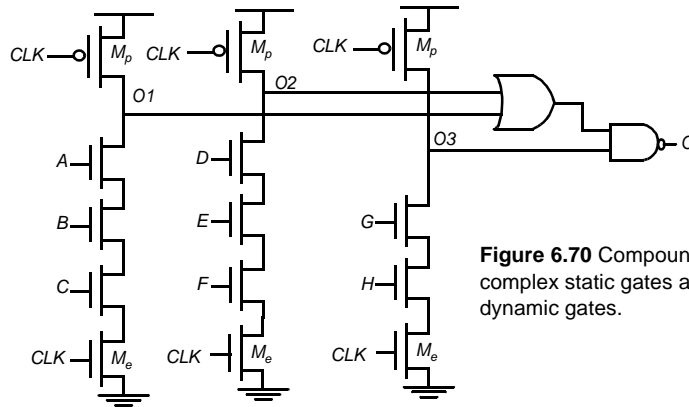 CLK
Mp
CLK
Mp
CLK
Mp
O1
O2
O3
A
D
B
E
G
C
F
H
CLK
Me
CLK
Me
CLK
Me
Figure 6.70
complex static gates
dynamic gates.